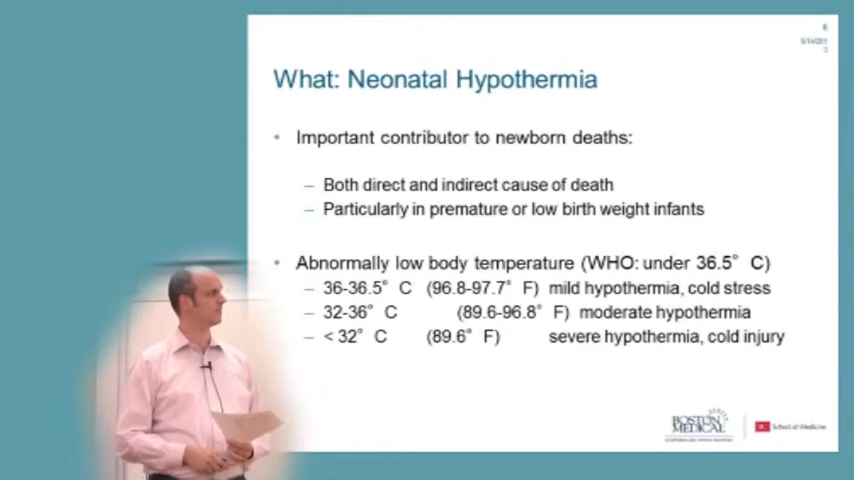 6
What: Neonatal Hypothermia
• Important contributor to newborn deaths:
– Both direct and indirect cause of death
– Particularly in premature or low birth weight infants
• Abnormally low body temperature (WHO: under 36.5° C)
– 36-36.5° C (96.8-97.7° F) mild hypothermia, cold stress
– 32-36° C (89.6-96.8° F) moderate hypothermia
– < 32° C (89.6° F) severe hypothermia, cold injury
BOSTON
MEDICAL
School of Medicine